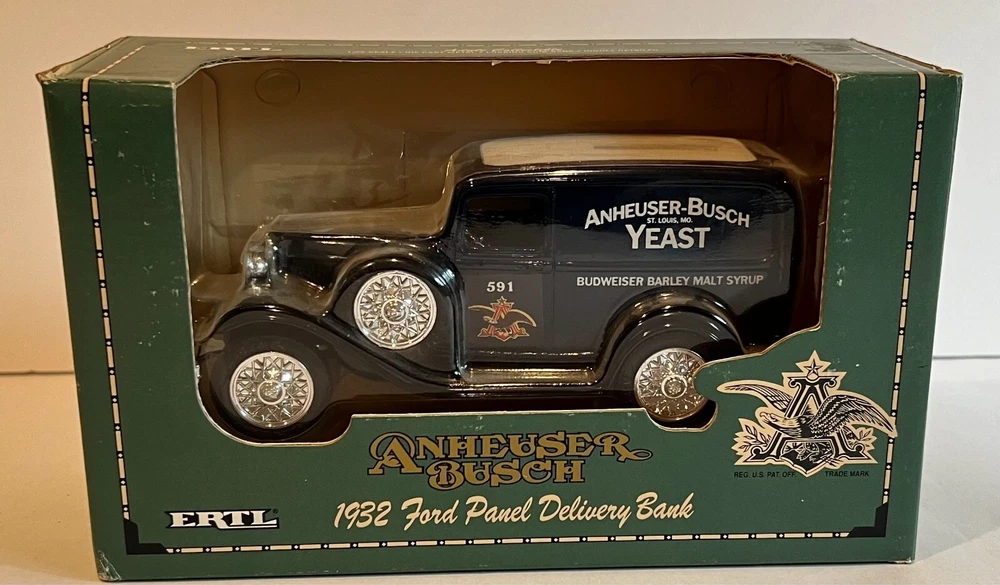 ERTL
ANHEUSER-BUSCH
ST. LOUIS, MO.
YEAST
BUDWEISER BARLEY MALT SYRUP
591
ANHEUSER
BUSCH
REG. U.S. PAT. OFF. TRADE MARK
ERTL®
1932 Ford Panel Delivery Bank